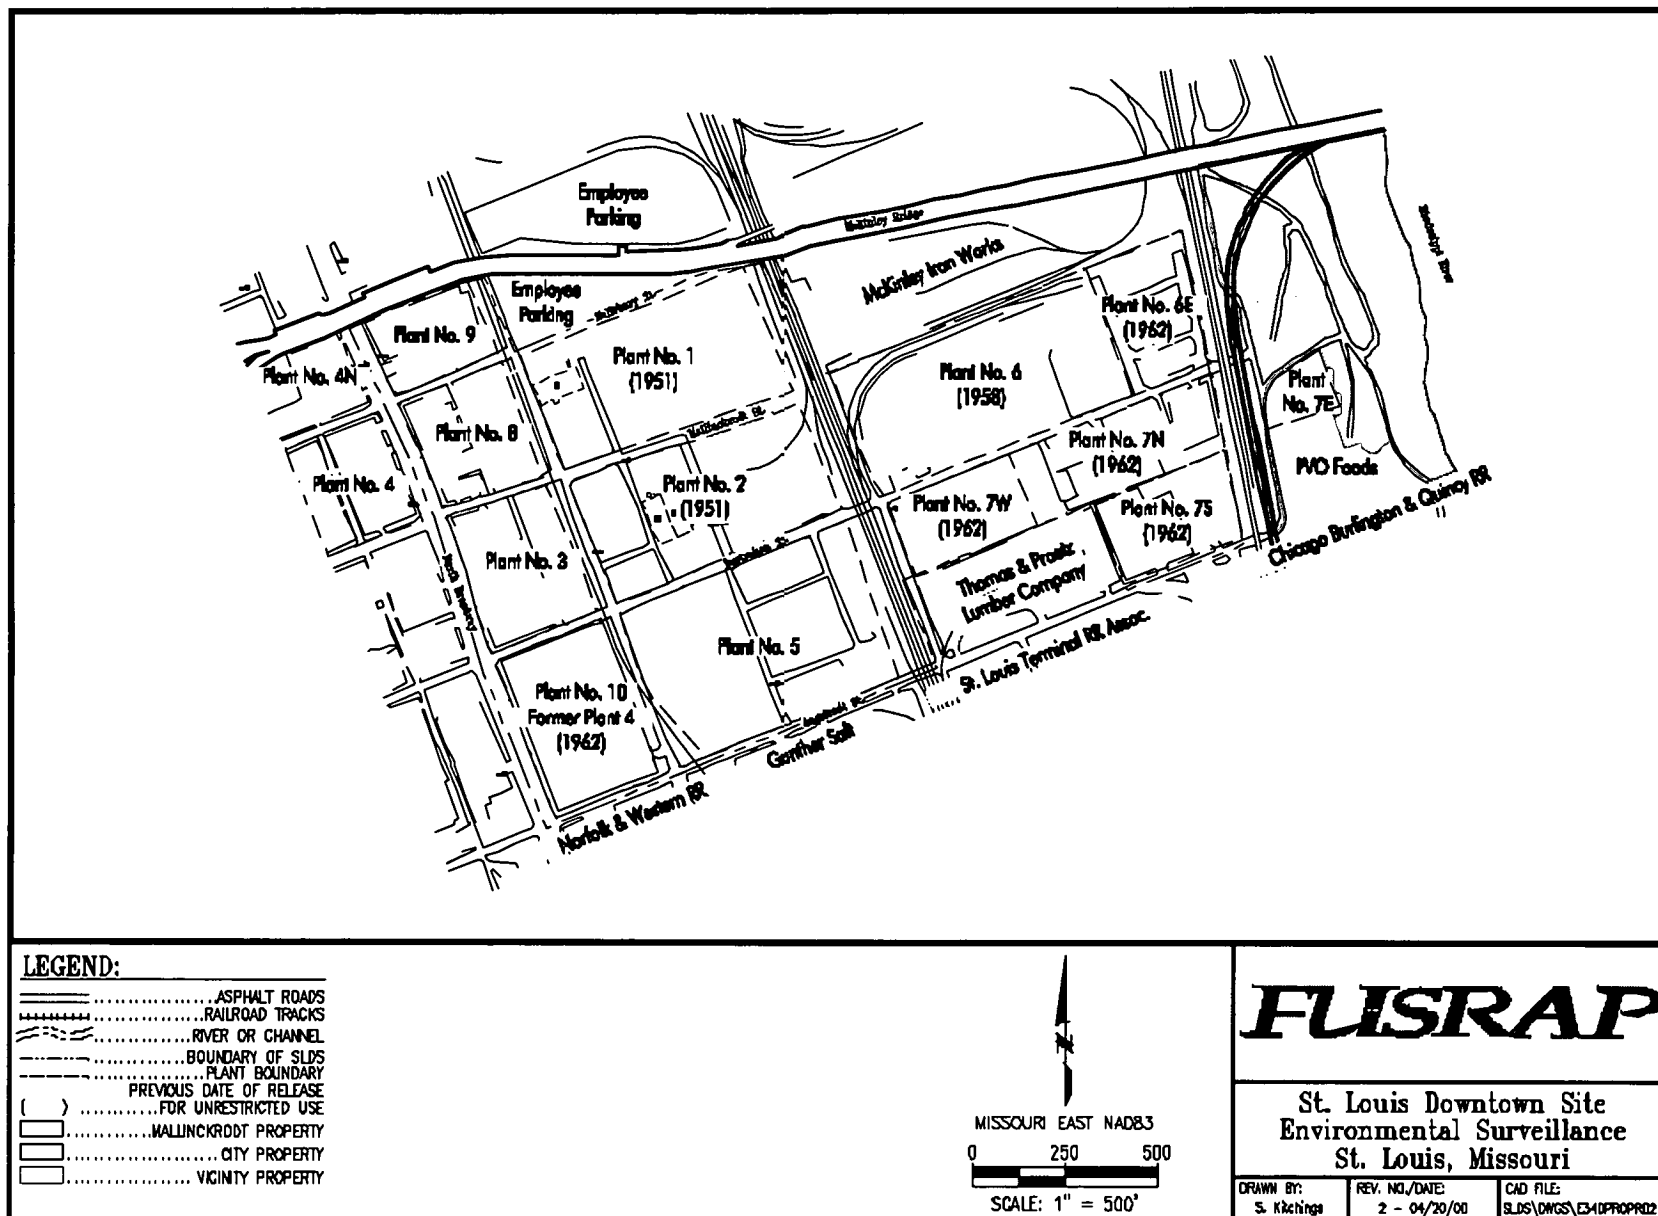 Employee
Parking
McKinley Bridge
Mississippi River
McKinley Iron Works
Employee
Parking
Plant No. 6E
(1962)
Plant No. 9
Plant No. 1
(1951)
Plant No. 4N
Plant No. 6
(1958)
Plant
No. 7E
Plant No. 8
Plant No. 7N
(1962)
PVO Foods
Plant No. 4
Plant No. 2
(1951)
Plant No. 7W
(1962)
Plant No. 7S
(1962)
Chicago Burlington & Quincy RR
Plant No. 3
North Broadway
Thomas & Proetz
Lumber Company
Plant No. 5
St. Louis Terminal RR Assoc.
Plant No. 10
Former Plant 4
(1962)
Gunther Salt
Norfolk & Western RR
LEGEND:
ASPHALT ROADS
RAILROAD TRACKS
RIVER OR CHANNEL
BOUNDARY OF SLDS
PLANT BOUNDARY
PREVIOUS DATE OF RELEASE
( ) FOR UNRESTRICTED USE
MALLINCKRODT PROPERTY
CITY PROPERTY
VICINITY PROPERTY
MISSOURI EAST NAD83
0 250 500
SCALE: 1" = 500'
FUSRAP
St. Louis Downtown Site
Environmental Surveillance
St. Louis, Missouri
DRAWN BY:
S. Kitchings
REV. NO./DATE:
2 - 04/20/00
CAD FILE: